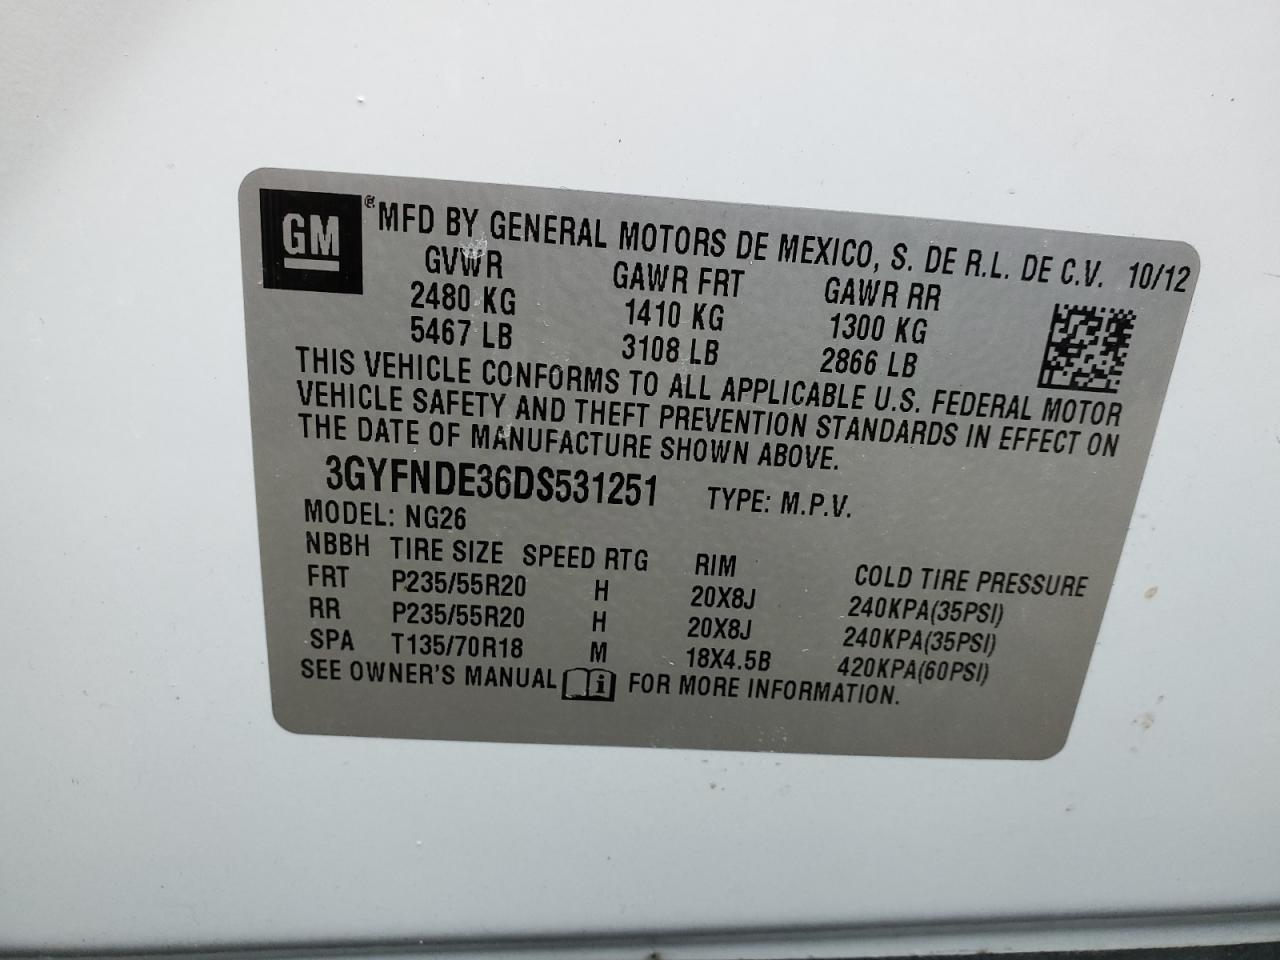 GM ® MFD BY GENERAL MOTORS DE MEXICO, S. DE R.L. DE C.V. 10/12
GVWR GAWR FRT GAWR RR
2480 KG 1410 KG 1300 KG
5467 LB 3108 LB 2866 LB
THIS VEHICLE CONFORMS TO ALL APPLICABLE U.S. FEDERAL MOTOR
VEHICLE SAFETY AND THEFT PREVENTION STANDARDS IN EFFECT ON
THE DATE OF MANUFACTURE SHOWN ABOVE.
3GYFNDE36DS531251 TYPE: M.P.V.
MODEL: NG26
NBBH TIRE SIZE SPEED RTG RIM COLD TIRE PRESSURE
FRT P235/55R20 H 20X8J 240KPA(35PSI)
RR P235/55R20 H 20X8J 240KPA(35PSI)
SPA T135/70R18 M 18X4.5B 420KPA(60PSI)
SEE OWNER'S MANUAL i FOR MORE INFORMATION.